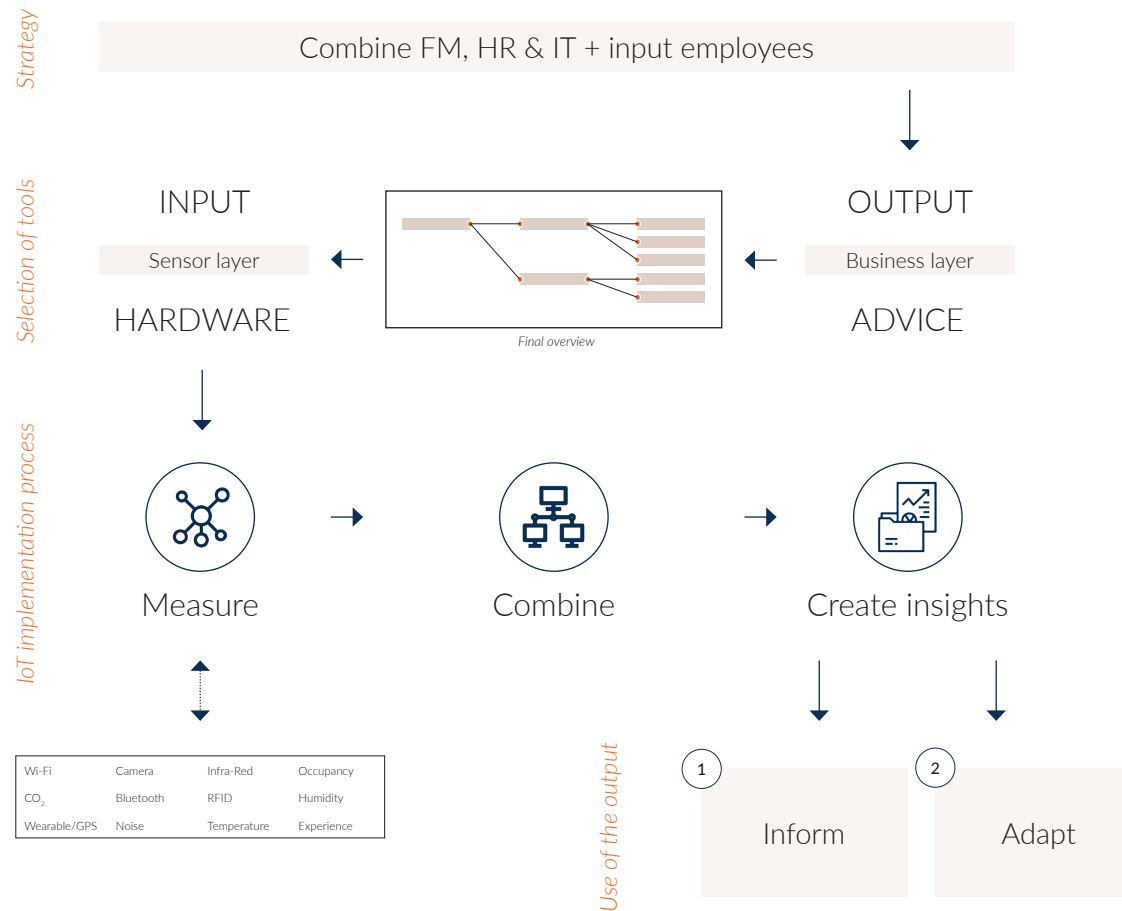 Strategy
Combine FM, HR & IT + input employees
Selection of tools
INPUT
Sensor layer
HARDWARE
Final overview
OUTPUT
Business layer
ADVICE
IoT implementation process
Measure
Combine
Create insights
Wi-Fi Camera Infra-Red Occupancy
CO₂ Bluetooth RFID Humidity
Wearable/GPS Noise Temperature Experience
Use of the output
1
Inform
2
Adapt